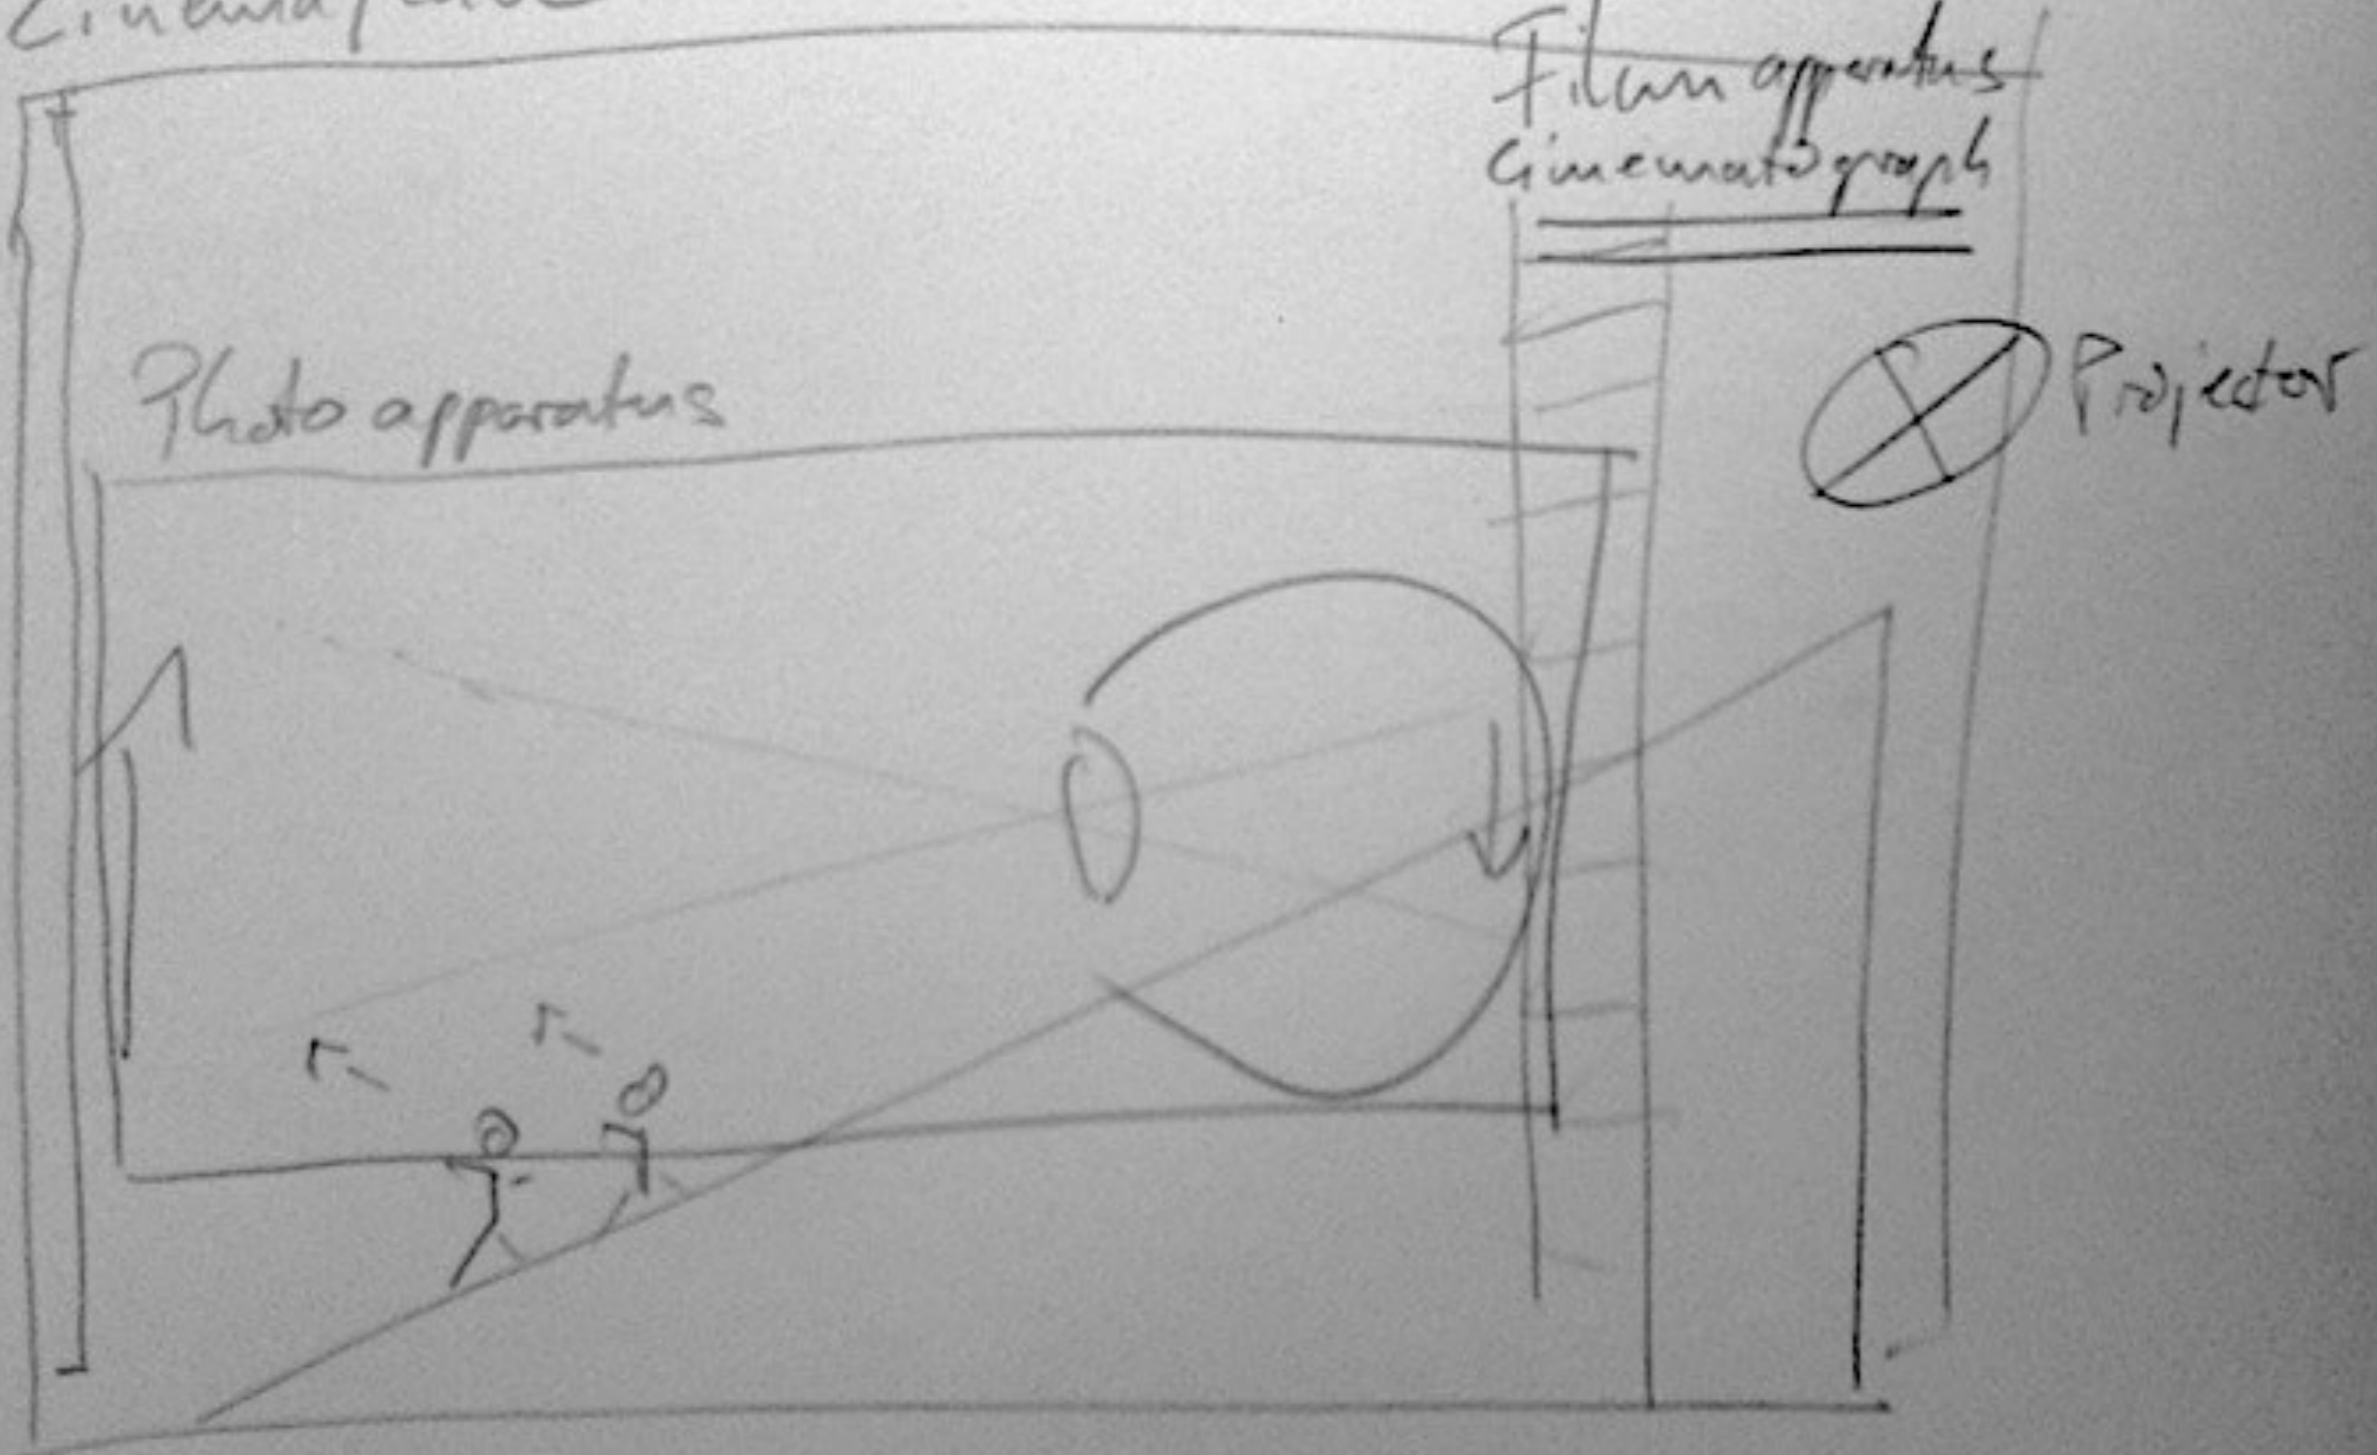 Film apparatus
Cinematograph
Photo apparatus
Projector